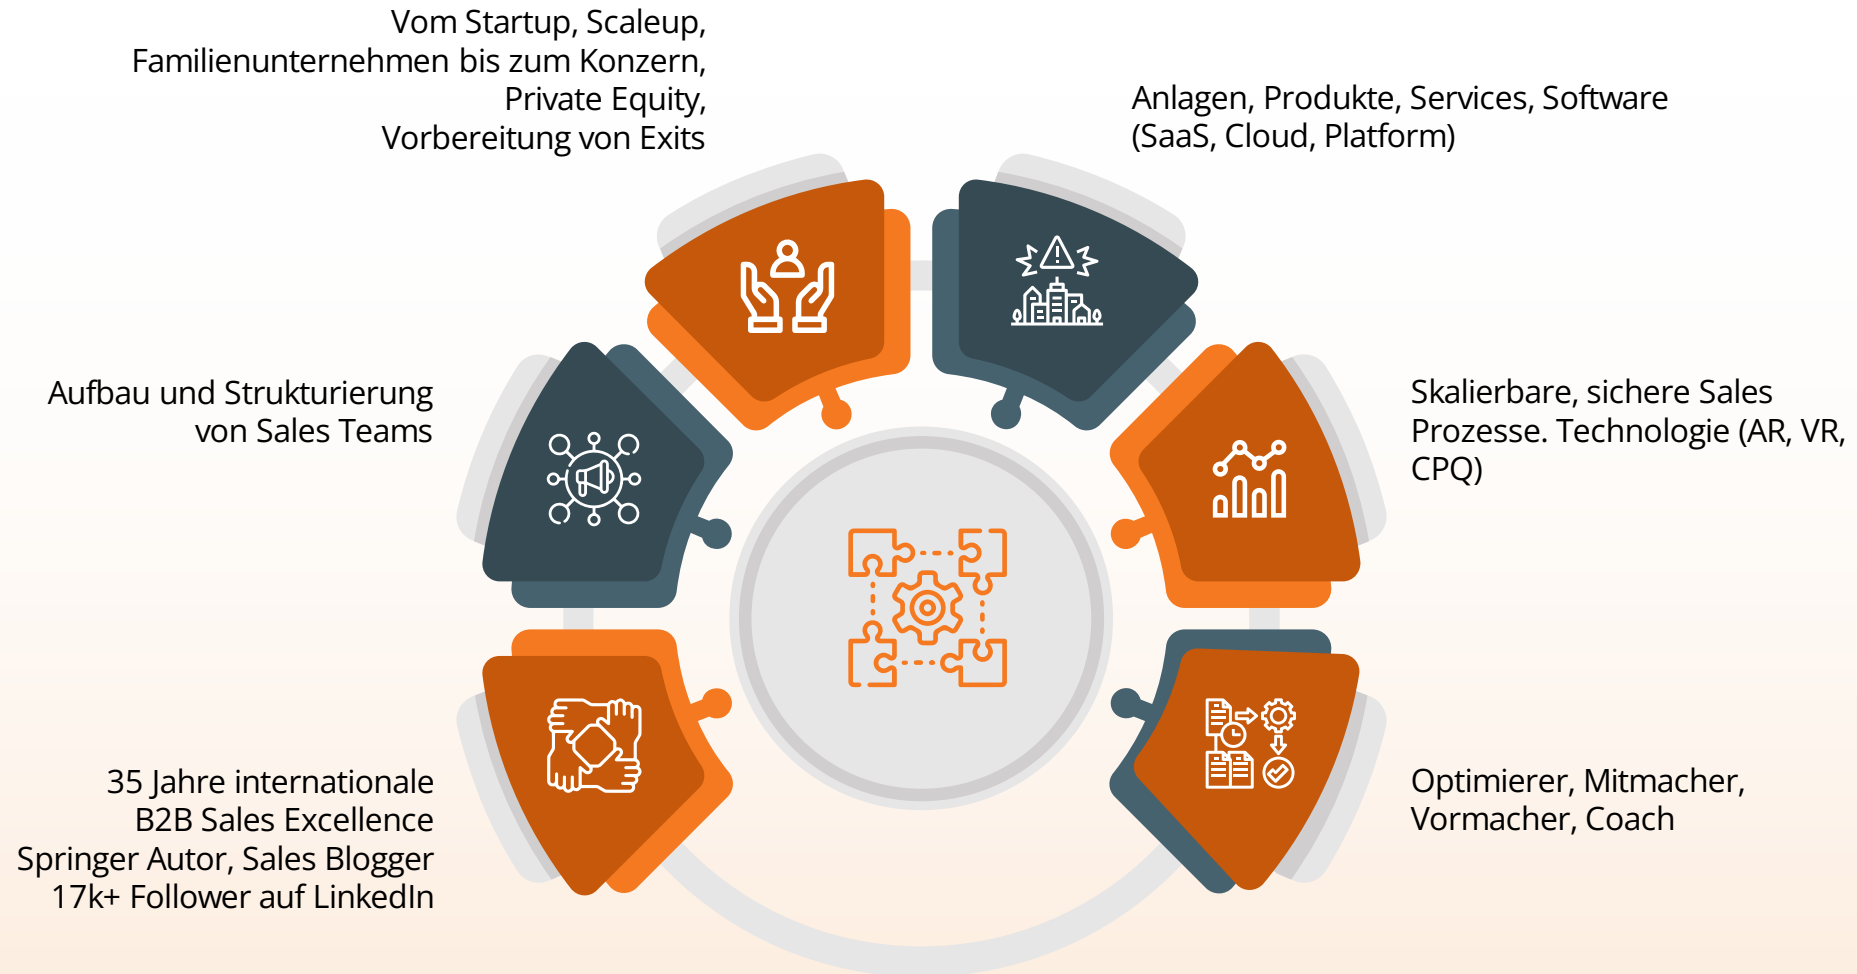 Vom Startup, Scaleup,
Familienunternehmen bis zum Konzern,
Private Equity,
Vorbereitung von Exits
Anlagen, Produkte, Services, Software
(SaaS, Cloud, Platform)
Aufbau und Strukturierung
von Sales Teams
Skalierbare, sichere Sales
Prozesse. Technologie (AR, VR,
CPQ)
35 Jahre internationale
B2B Sales Excellence
Springer Autor, Sales Blogger
17k+ Follower auf LinkedIn
Optimierer, Mitmacher,
Vormacher, Coach